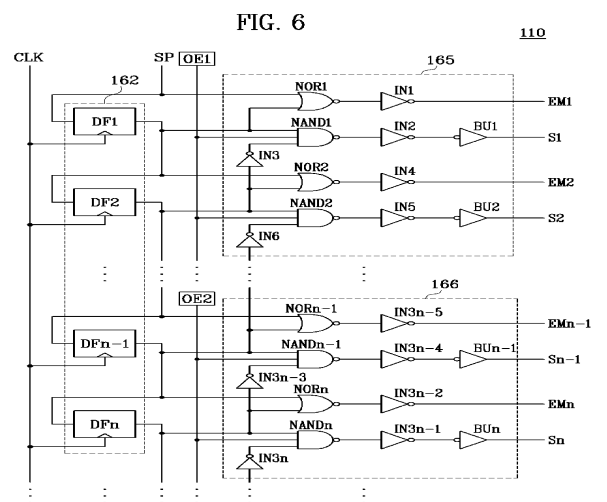 FIG. 6
110
CLK
SP
OE1
162
165
NOR1
IN1
EM1
DF1
NAND1
IN2
BU1
S1
IN3
NOR2
IN4
EM2
DF2
NAND2
IN5
BU2
S2
IN6
OE2
166
NORn-1
IN3n-5
EMn-1
DFn-1
NANDn-1
IN3n-4
BUn-1
Sn-1
IN3n-3
NORn
IN3n-2
EMn
DFn
NANDn
IN3n-1
BUn
Sn
IN3n